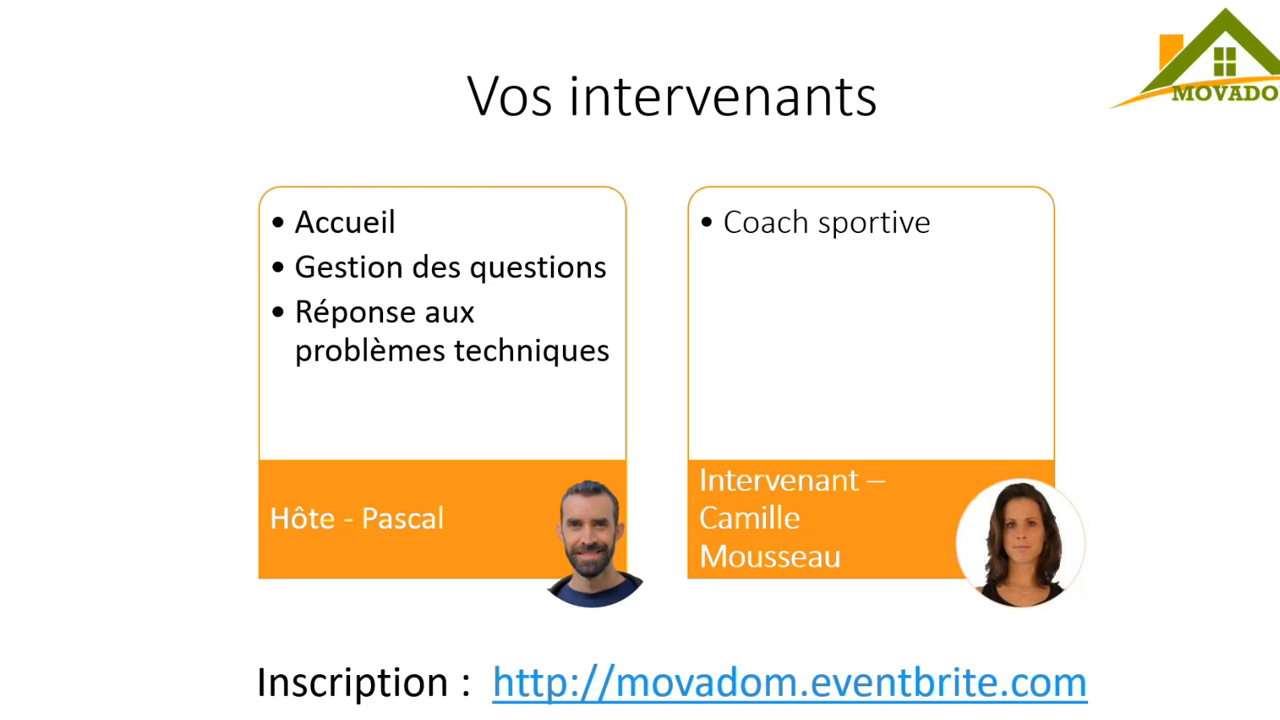 MOVADO
Vos intervenants
• Accueil
• Gestion des questions
• Réponse aux
problèmes techniques
Hôte - Pascal
• Coach sportive
Intervenant –
Camille
Mousseau
Inscription : http://movadom.eventbrite.com